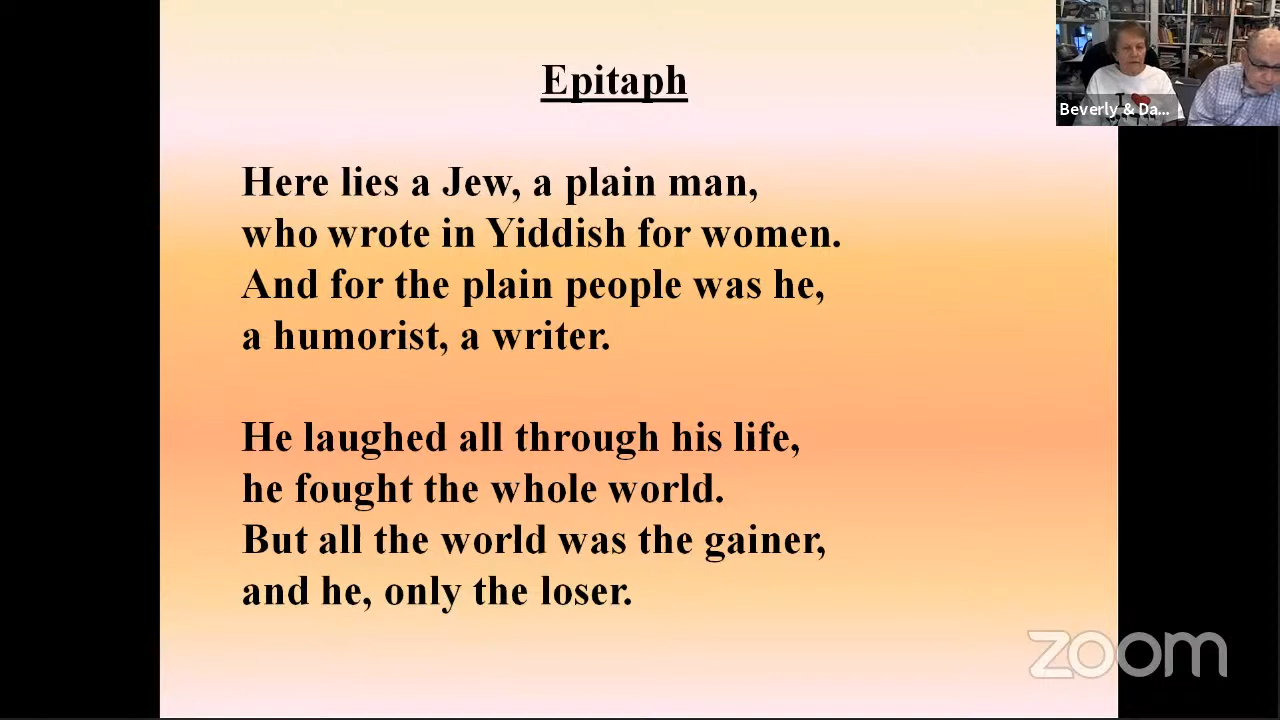 Epitaph
Here lies a Jew, a plain man,
who wrote in Yiddish for women.
And for the plain people was he,
a humorist, a writer.
He laughed all through his life,
he fought the whole world.
But all the world was the gainer,
and he, only the loser.
Beverly & Da...
I
zoom